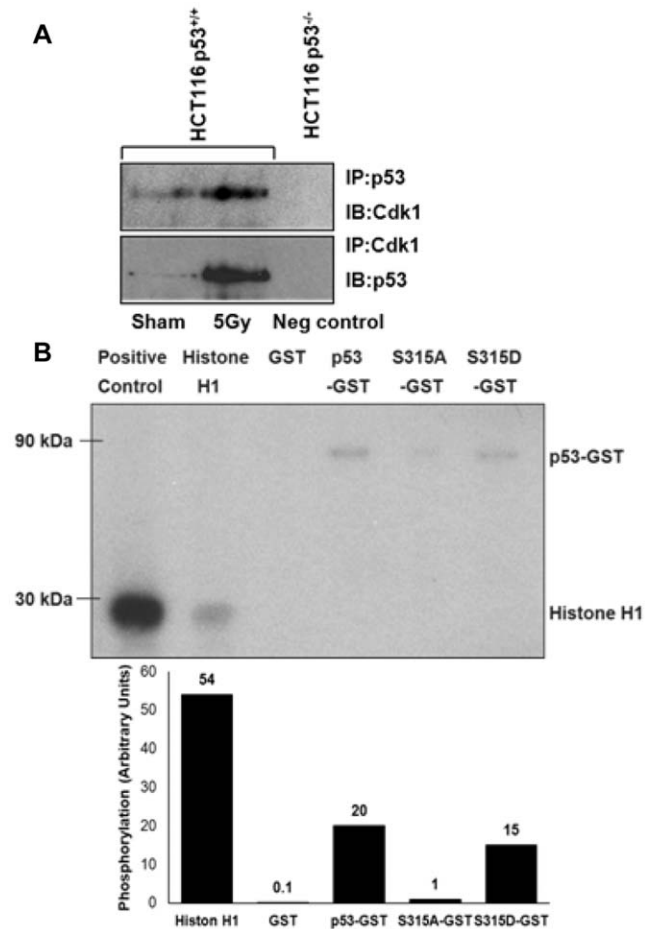 A
HCT116 p53+/+
HCT116 p53-/-
IP:p53
IB:Cdk1
IP:Cdk1
IB:p53
Sham 5Gy Neg control
B
Positive Control
Histone H1
GST
p53 -GST
S315A -GST
S315D -GST
90 kDa
p53-GST
30 kDa
Histone H1
Phosphorylation (Arbitrary Units)
60
50
40
30
20
10
0
54
0.1
20
1
15
Histon H1 GST p53-GST S315A-GST S315D-GST